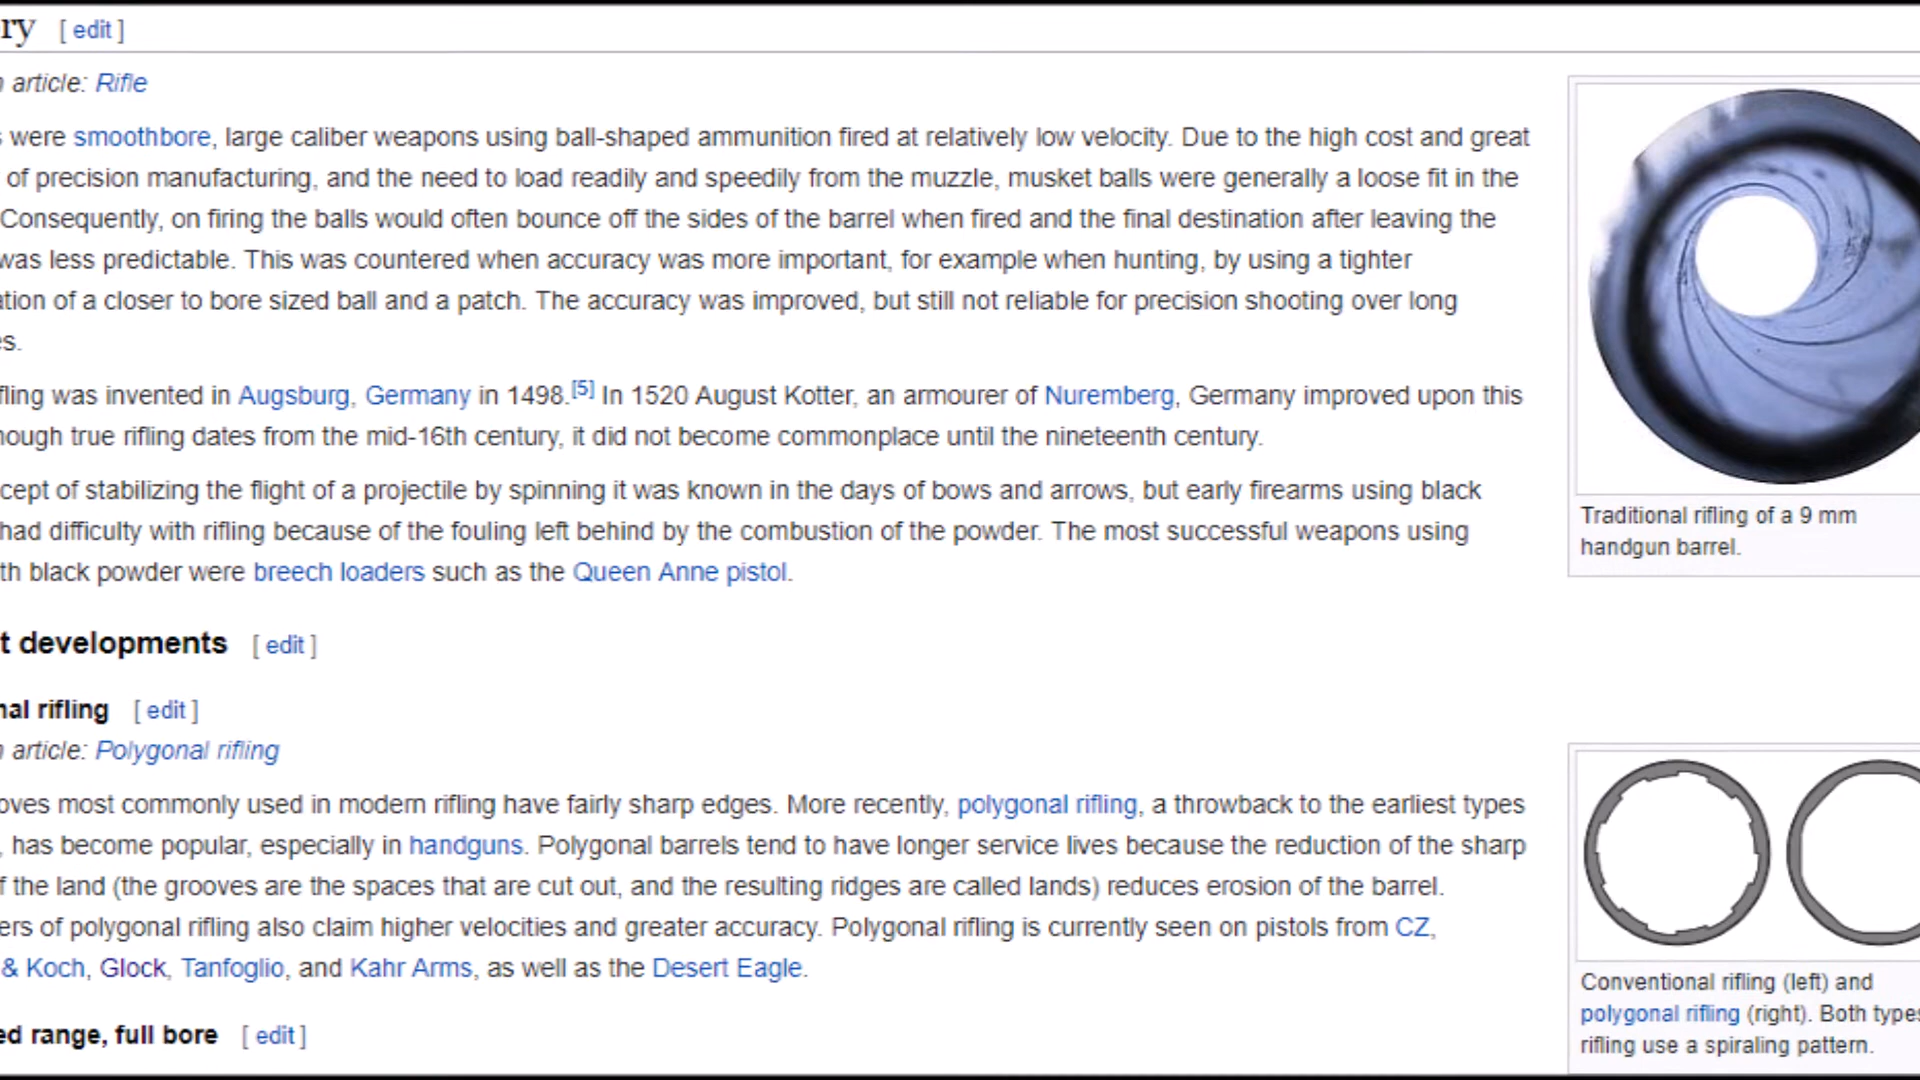 ry [ edit ]
n article: Rifle
s were smoothbore, large caliber weapons using ball-shaped ammunition fired at relatively low velocity. Due to the high cost and great
of precision manufacturing, and the need to load readily and speedily from the muzzle, musket balls were generally a loose fit in the
Consequently, on firing the balls would often bounce off the sides of the barrel when fired and the final destination after leaving the
was less predictable. This was countered when accuracy was more important, for example when hunting, by using a tighter
ation of a closer to bore sized ball and a patch. The accuracy was improved, but still not reliable for precision shooting over long
es.
fling was invented in Augsburg, Germany in 1498.[5] In 1520 August Kotter, an armourer of Nuremberg, Germany improved upon this
hough true rifling dates from the mid-16th century, it did not become commonplace until the nineteenth century.
cept of stabilizing the flight of a projectile by spinning it was known in the days of bows and arrows, but early firearms using black
had difficulty with rifling because of the fouling left behind by the combustion of the powder. The most successful weapons using
th black powder were breech loaders such as the Queen Anne pistol.
Traditional rifling of a 9 mm
handgun barrel.
t developments [ edit ]
nal rifling [ edit ]
n article: Polygonal rifling
oves most commonly used in modern rifling have fairly sharp edges. More recently, polygonal rifling, a throwback to the earliest types
, has become popular, especially in handguns. Polygonal barrels tend to have longer service lives because the reduction of the sharp
f the land (the grooves are the spaces that are cut out, and the resulting ridges are called lands) reduces erosion of the barrel.
ers of polygonal rifling also claim higher velocities and greater accuracy. Polygonal rifling is currently seen on pistols from CZ,
& Koch, Glock, Tanfoglio, and Kahr Arms, as well as the Desert Eagle.
Conventional rifling (left) and
polygonal rifling (right). Both types
rifling use a spiraling pattern.
ed range, full bore [ edit ]